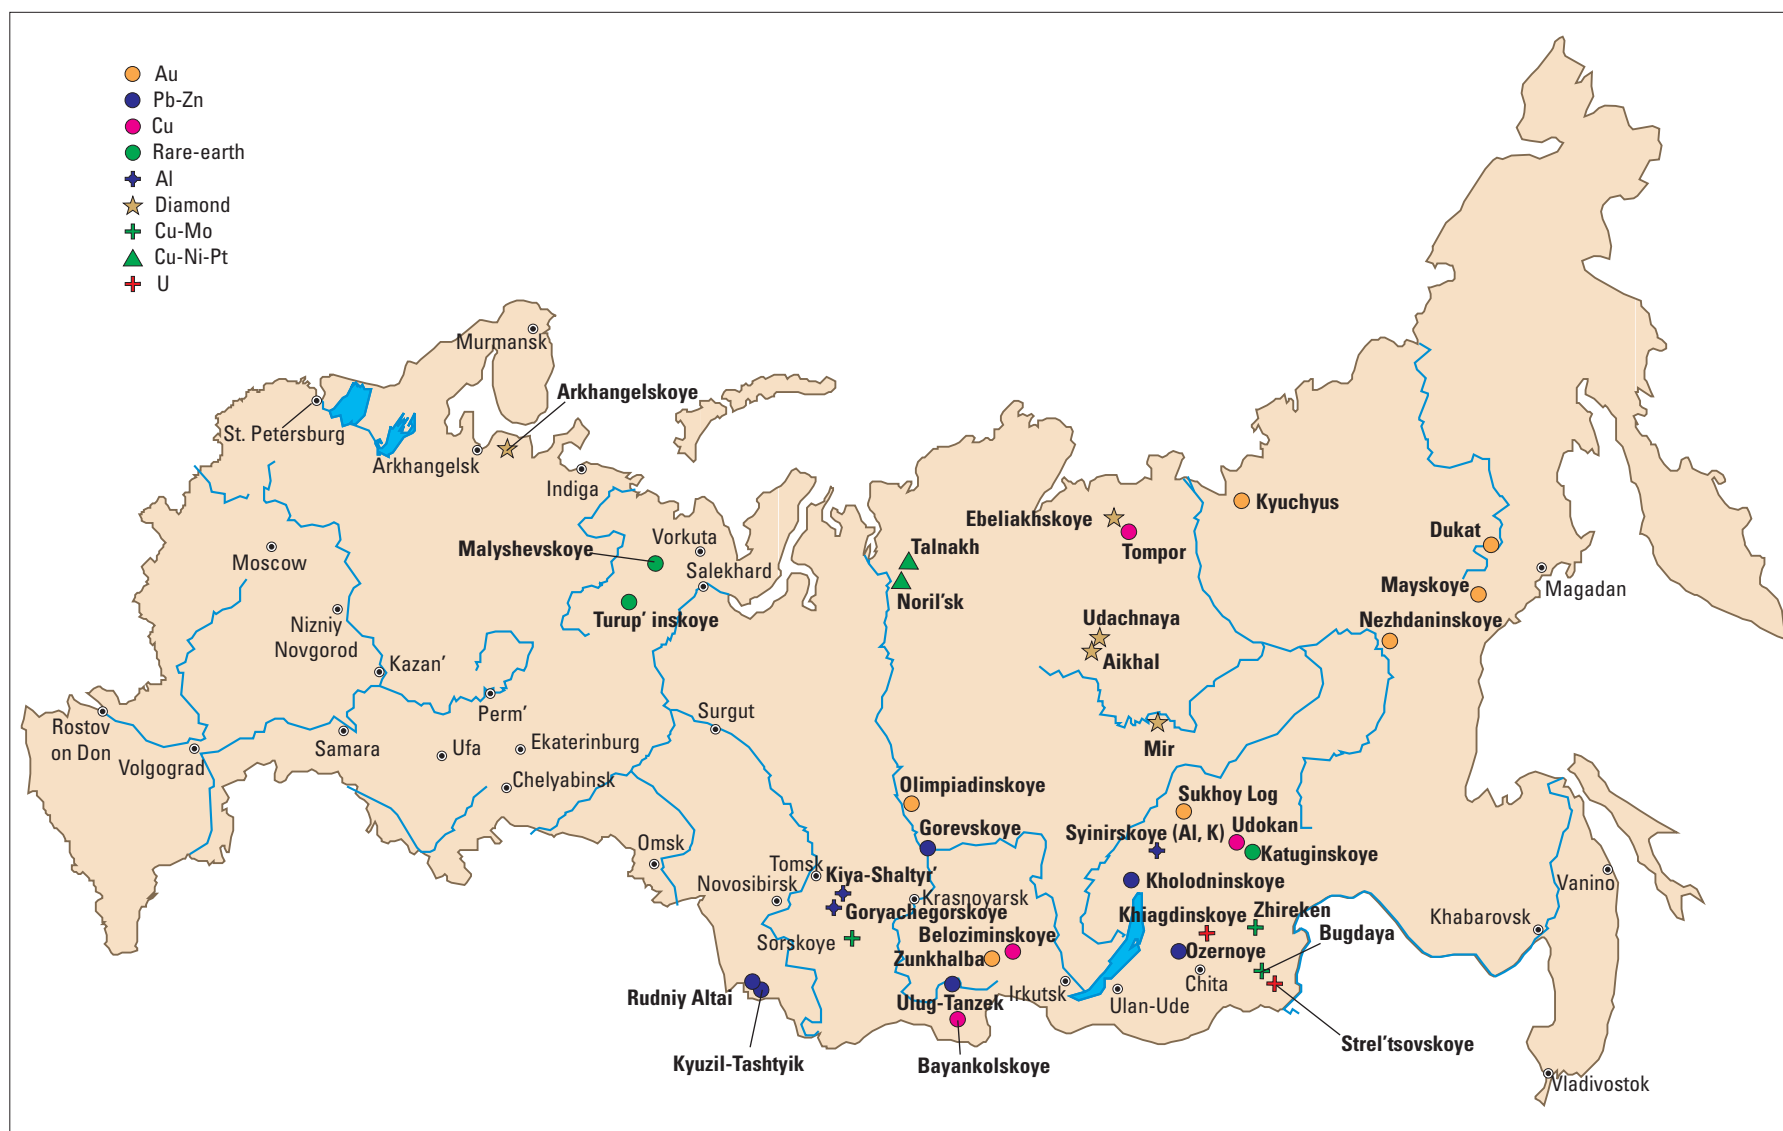 Au
Pb-Zn
Cu
Rare-earth
Al
Diamond
Cu-Mo
Cu-Ni-Pt
U
Murmansk
Arkhangelskoye
St. Petersburg
Arkhangelsk
Indiga
Ebeliakhskoye
Kyuchyus
Tompor
Dukat
Moscow
Malyshevskoye
Vorkuta
Salekhard
Talnakh
Noril'sk
Mayskoye
Magadan
Nizniy
Novgorod
Turup' inskoye
Udachnaya
Aikhal
Nezhdaninskoye
Kazan'
Perm'
Surgut
Mir
Rostov
on Don
Volgograd
Samara
Ufa
Ekaterinburg
Chelyabinsk
Olimpiadinskoye
Sukhoy Log
Gorevskoye
Syinirskoye (Al, K)
Udokan
Katuginskoye
Omsk
Tomsk
Kiya-Shaltyr'
Novosibirsk
Krasnoyarsk
Kholodninskoye
Vanino
Goryachegorskoye
Khiagdinskoye
Zhireken
Khabarovsk
Sorskoye
Beloziminskoye
Bugdaya
Zunkhalba
Ozernoye
Chita
Rudniy Altai
Ulug-Tanzek
Irkutsk
Ulan-Ude
Strel'tsovskoye
Kyuzil-Tashtyik
Bayankolskoye
Vladivostok